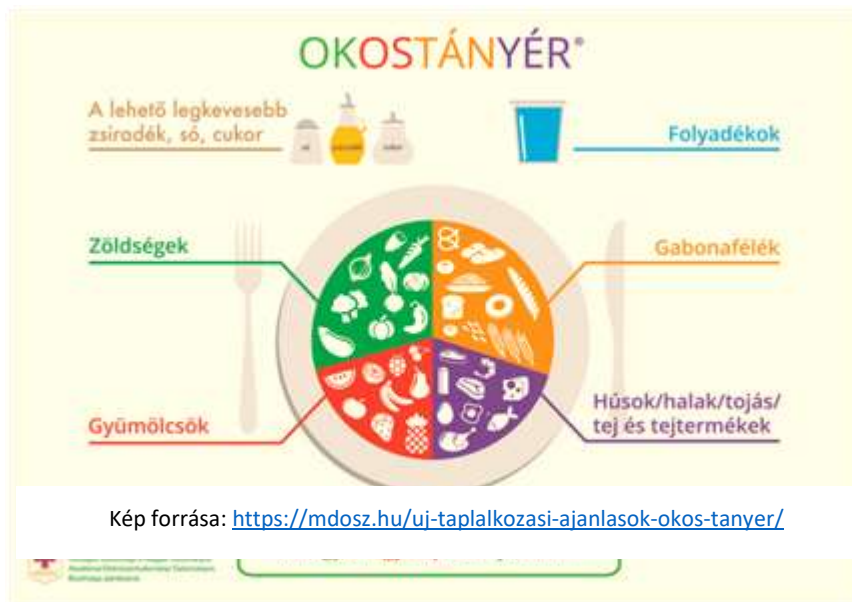 OKOSTÁNYÉR®
A lehető legkevesebb
zsiradék, só, cukor
Folyadékok
Zöldségek
Gabonafélék
Gyümölcsök
Húsok/halak/tojás/
tej és tejtermékek
Kép forrása: https://mdosz.hu/uj-taplalkozasi-ajanlasok-okos-tanyer/